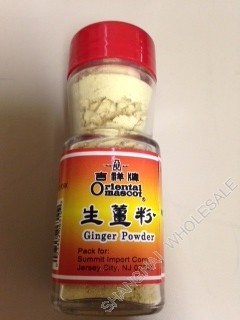 吉祥牌
Oriental
mascot®
生薑粉
Ginger Powder
Pack for:
Summit Import Corp.
Jersey City, NJ
SHANGHAI WHOLESALE